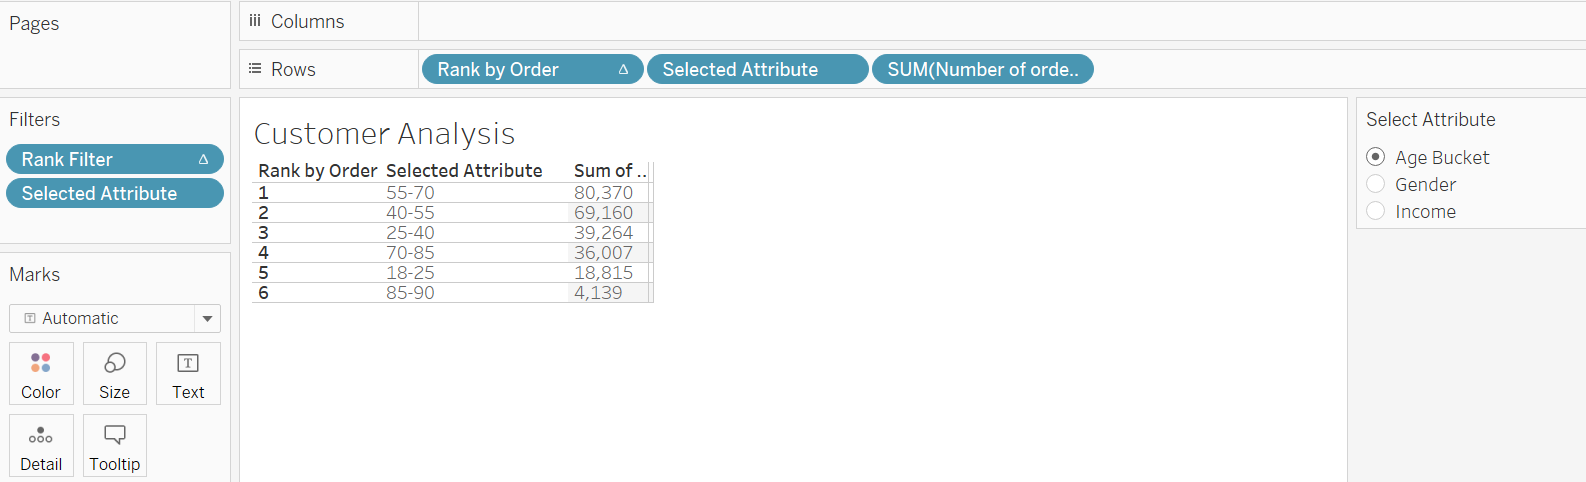 Pages
Columns
Rows
Rank by Order Δ
Selected Attribute
SUM(Number of orde..
Filters
Rank Filter Δ
Selected Attribute
Marks
Automatic
Color
Size
T
Text
Detail
Tooltip
Customer Analysis
Rank by Order Selected Attribute Sum of ..
1 55-70 80,370
2 40-55 69,160
3 25-40 39,264
4 70-85 36,007
5 18-25 18,815
6 85-90 4,139
Select Attribute
Age Bucket
Gender
Income